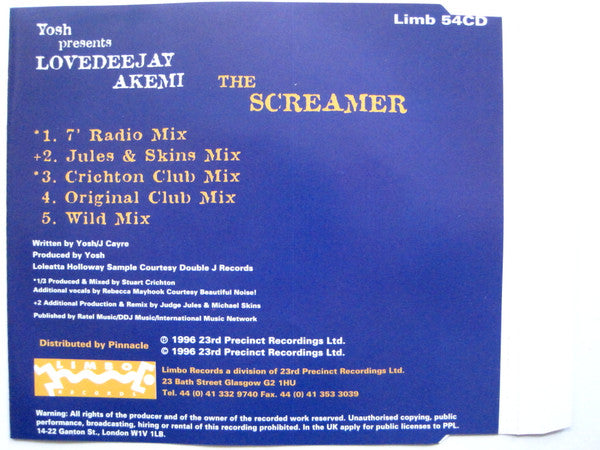 Yosh
presents
LOVEDEEJAY
AKEMI
Limb 54CD
THE
SCREAMER
*1. 7' Radio Mix
+2. Jules & Skins Mix
*3. Crichton Club Mix
4. Original Club Mix
5. Wild Mix
Written by Yosh/J Cayre
Produced by Yosh
Loleatta Holloway Sample Courtesy Double J Records
*1/3 Produced & Mixed by Stuart Crichton
Additional vocals by Rebecca Mayhook Courtesy Beautiful Noise!
+2 Additional Production & Remix by Judge Jules & Michael Skins
Published by Ratel Music/DDJ Music/International Music Network
Distributed by Pinnacle
℗ 1996 23rd Precinct Recordings Ltd.
© 1996 23rd Precinct Recordings Ltd.
LIMBO
RECORDS
Limbo Records a division of 23rd Precinct Recordings Ltd.
23 Bath Street Glasgow G2 1HU
Tel. 44 (0) 41 332 9740 Fax. 44 (0) 41 353 3039
Warning: All rights of the producer and of the owner of the recorded work reserved. Unauthorised copying, public
performance, broadcasting, hiring or rental of this recording prohibited. In the UK apply for public licenses to PPL.
14-22 Ganton St., London W1V 1LB.